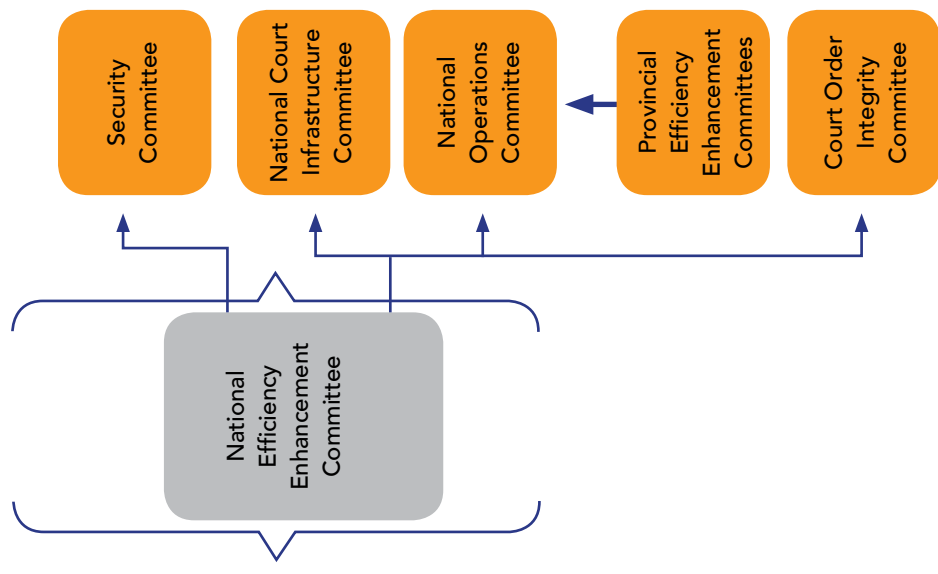 National
Efficiency
Enhancement
Committee
Security
Committee
National Court
Infrastructure
Committee
National
Operations
Committee
Provincial
Efficiency
Enhancement
Committees
Court Order
Integrity
Committee